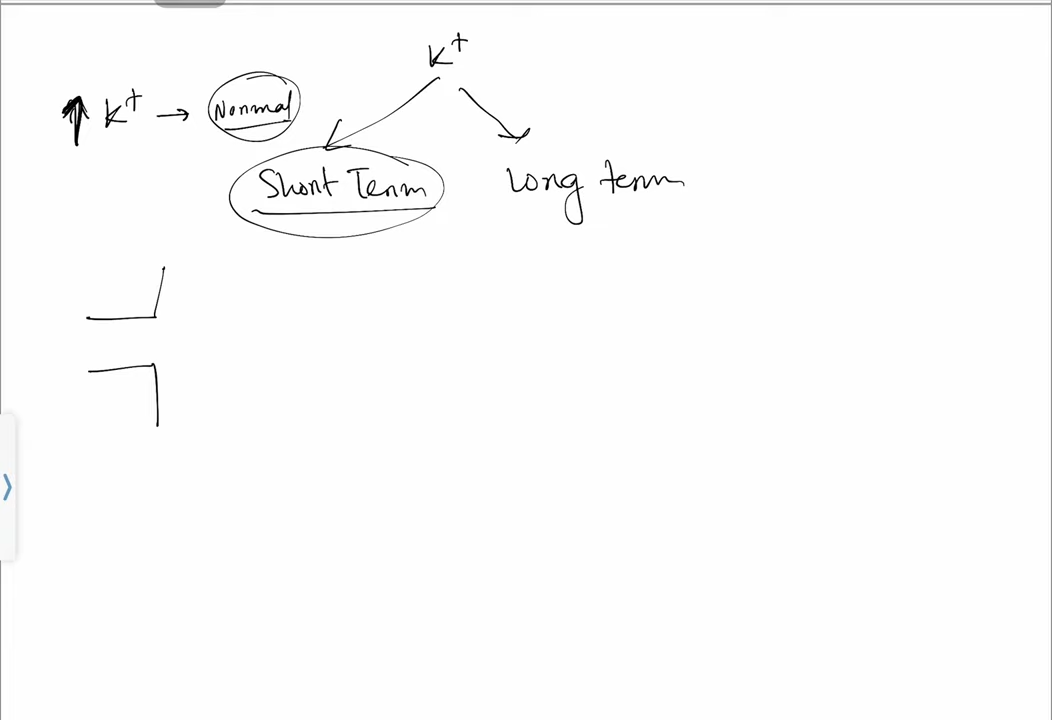 K⁺
↑ K⁺ → Normal
Short Term
Long term